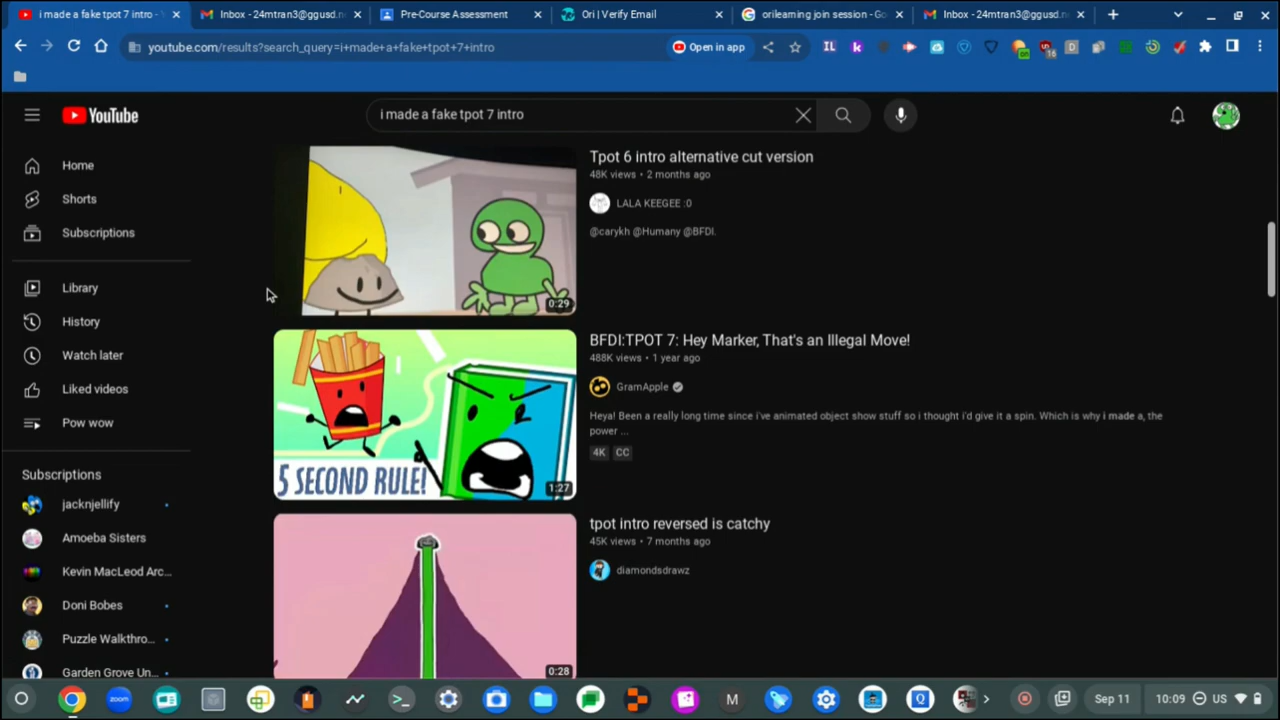 i made a fake tpot 7 intro - Y
Inbox - 24mtran3@ggusd.ne
Pre-Course Assessment
Ori | Verify Email
orilearning join session - Go
Inbox - 24mtran3@ggusd.ne
youtube.com/results?search_query=i+made+a+fake+tpot+7+intro
Open in app
YouTube
i made a fake tpot 7 intro
Home
Shorts
Subscriptions
Library
History
Watch later
Liked videos
Pow wow
Subscriptions
jacknjellify
Amoeba Sisters
Kevin MacLeod Arc...
Doni Bobes
Puzzle Walkthro...
Garden Grove Un...
0:29
Tpot 6 intro alternative cut version
48K views • 2 months ago
LALA KEEGEE :0
@carykh @Humany @BFDI.
5 SECOND RULE!
1:27
BFDI:TPOT 7: Hey Marker, That's an Illegal Move!
488K views • 1 year ago
GramApple
Heya! Been a really long time since i've animated object show stuff so i thought i'd give it a spin. Which is why i made a, the
power ...
4K CC
0:28
tpot intro reversed is catchy
45K views • 7 months ago
diamondsdrawz
zoom
Sep 11
10:09
US